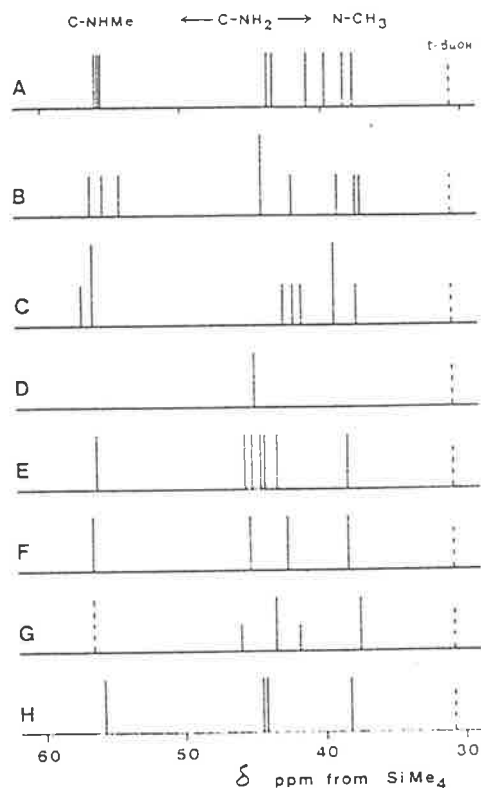 C-NHMe ← C-NH₂ → N-CH₃
t-BuOH
A
B
C
D
E
F
G
H
60 50 40 30
δ ppm from SiMe₄